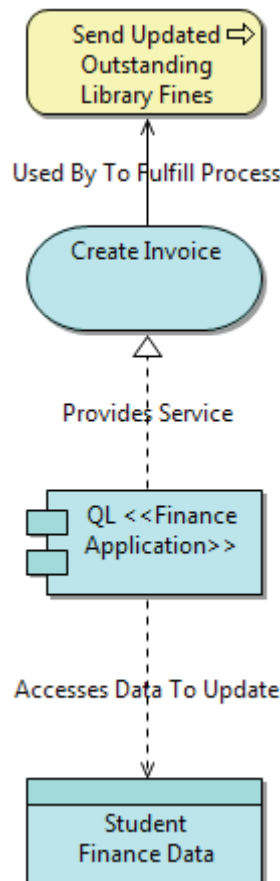 Send Updated
Outstanding
Library Fines
Used By To Fulfill Process
Create Invoice
Provides Service
QL <<Finance
Application>>
Accesses Data To Update
Student
Finance Data